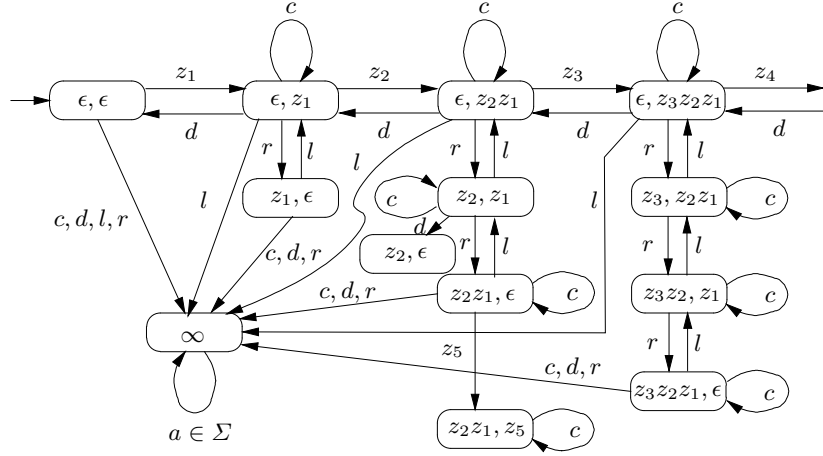 c c c
z₁ z₂ z₃ z₄
ϵ, ϵ ϵ, z₁ ϵ, z₂z₁ ϵ, z₃z₂z₁
d d d d
r l l r l l r l
c, d, l, r l z₁, ϵ c z₂, z₁ z₃, z₂z₁ c
d
c, d, r z₂, ϵ r l r l
c, d, r z₂z₁, ϵ c z₃z₂, z₁ c
∞ z₅ r l
c, d, r z₃z₂z₁, ϵ c
a ∈ Σ z₂z₁, z₅ c